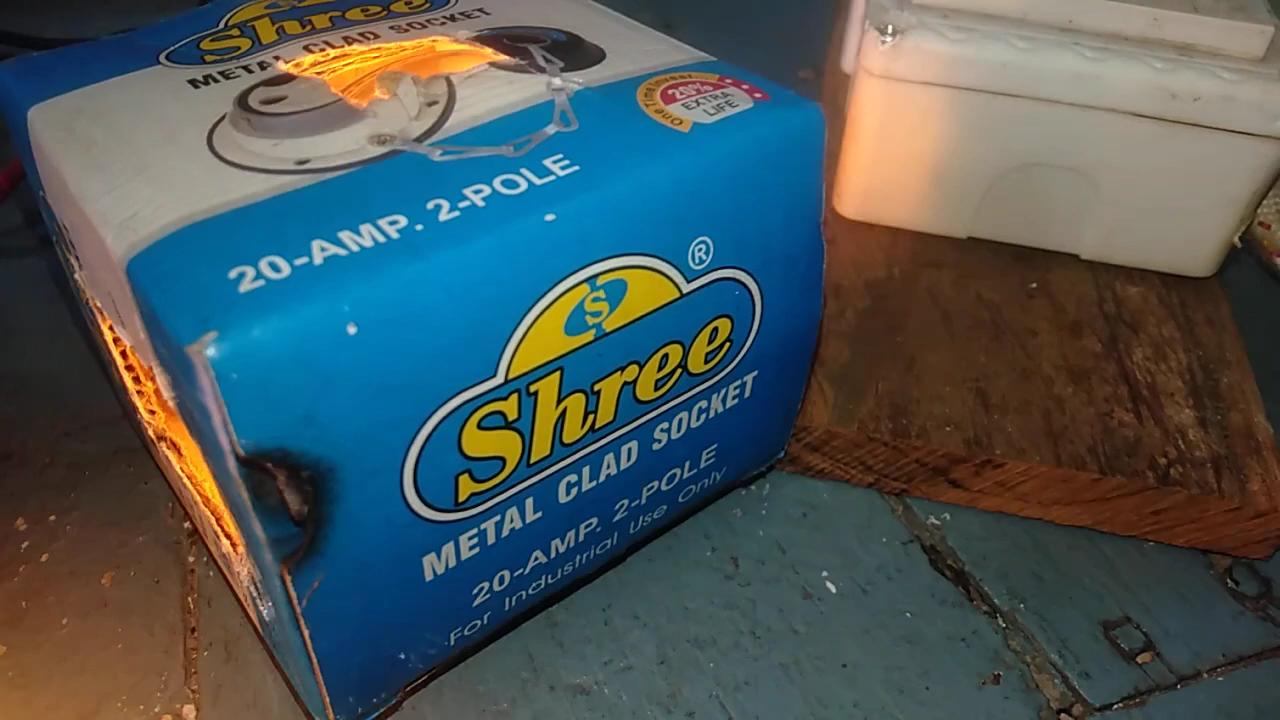 Shree
METAL CLAD SOCKET
One Time Invest.
20%
EXTRA
LIFE
20-AMP. 2-POLE
S
®
Shree
METAL CLAD SOCKET
20-AMP. 2-POLE
For Industrial Use Only